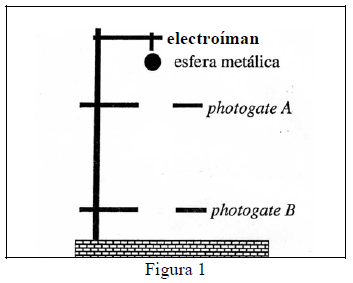 electroíman
esfera metálica
photogate A
photogate B
Figura 1